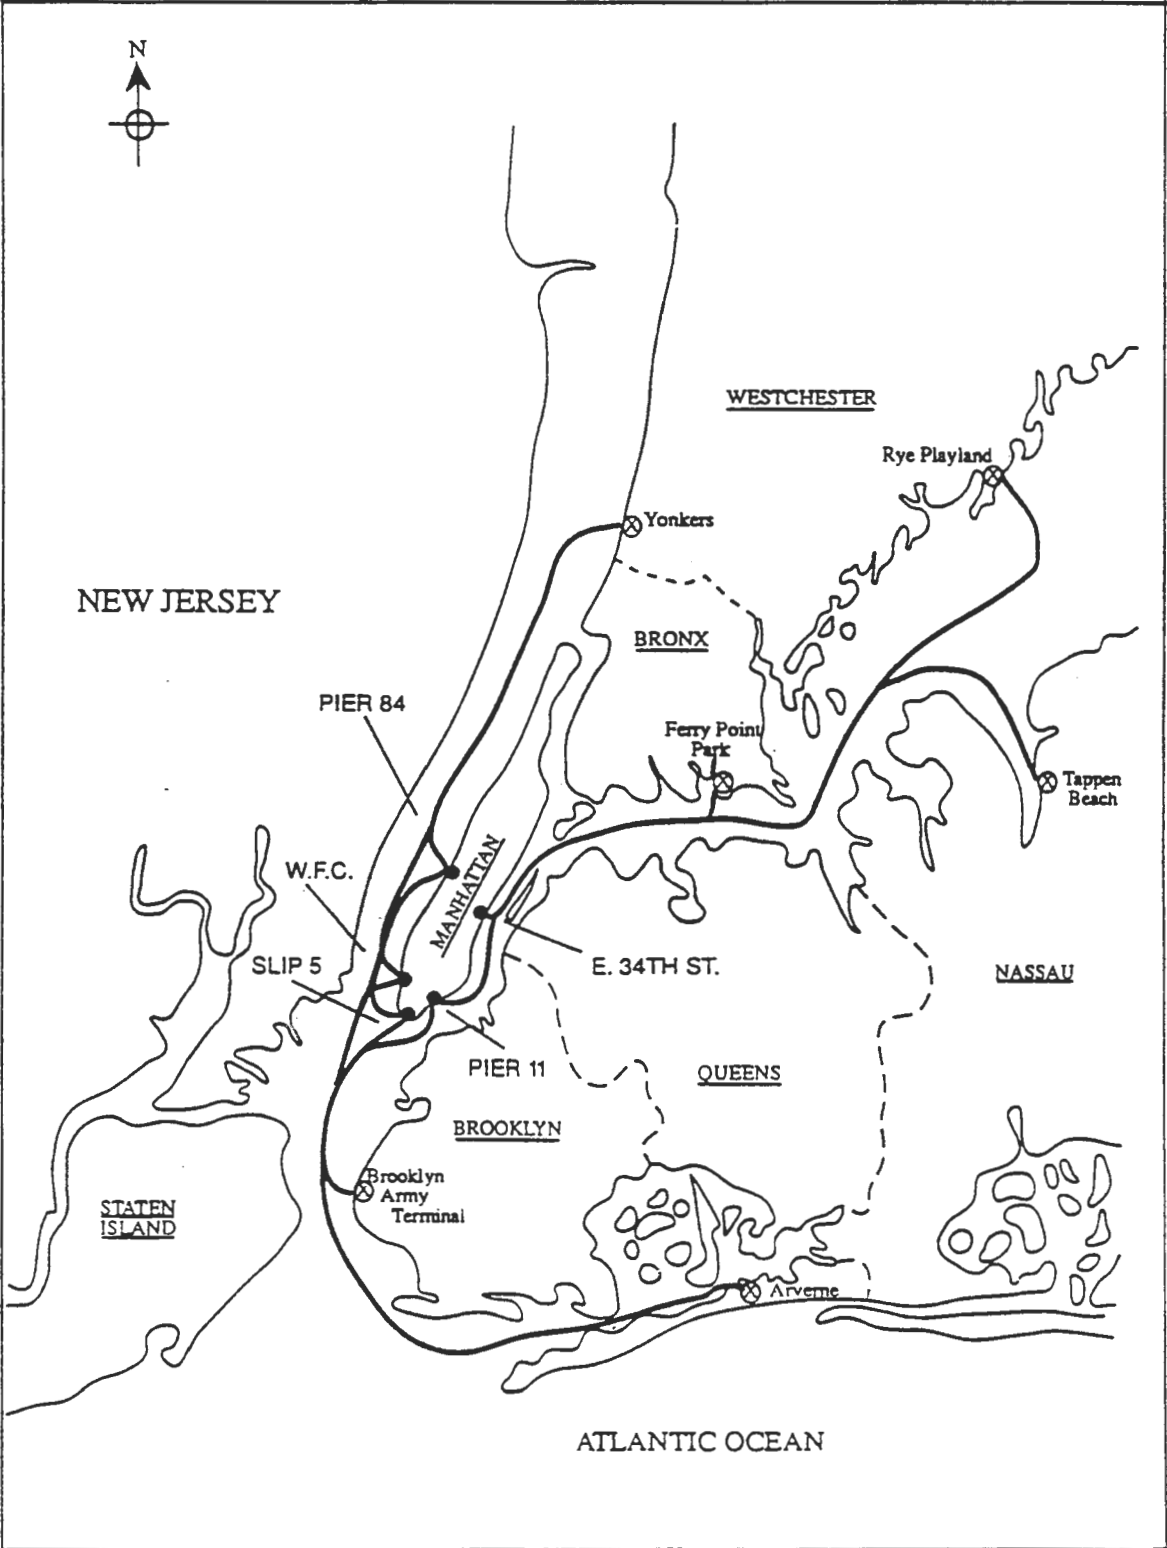 N
WESTCHESTER
Rye Playland
Yonkers
NEW JERSEY
BRONX
PIER 84
Ferry Point
Park
Tappen
Beach
MANHATTAN
W.F.C.
SLIP 5
E. 34TH ST.
NASSAU
PIER 11
QUEENS
BROOKLYN
Brooklyn
Army
Terminal
STATEN
ISLAND
Arverne
ATLANTIC OCEAN